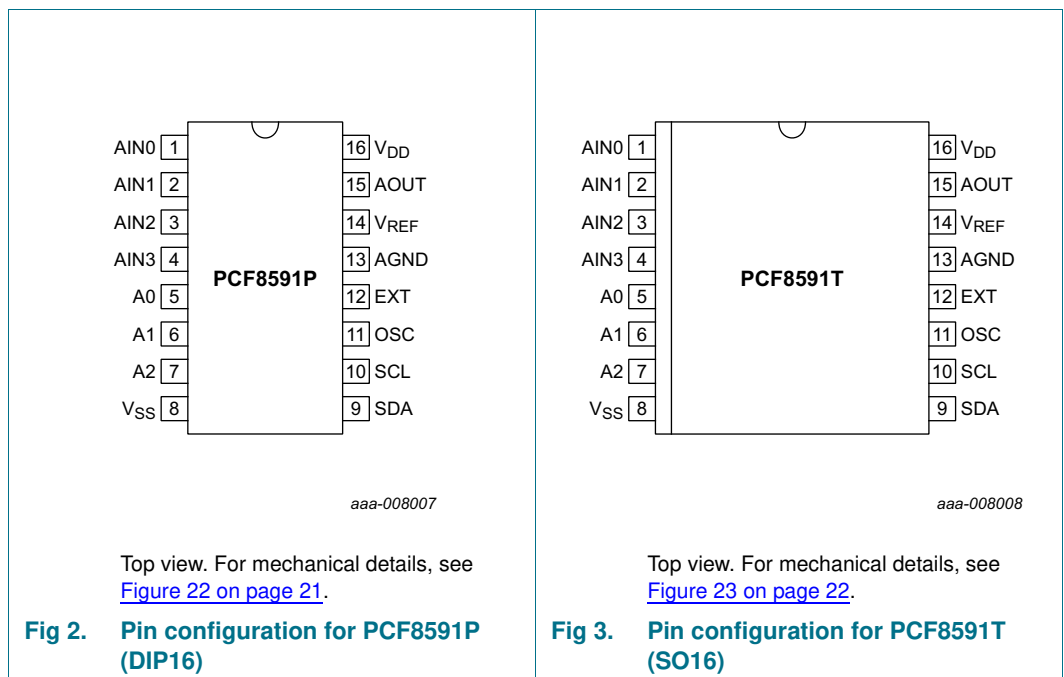 AIN0 1
AIN1 2
AIN2 3
AIN3 4
A0 5
A1 6
A2 7
VSS 8
PCF8591P
16 VDD
15 AOUT
14 VREF
13 AGND
12 EXT
11 OSC
10 SCL
9 SDA
aaa-008007
Top view. For mechanical details, see
Figure 22 on page 21.
Fig 2. Pin configuration for PCF8591P
(DIP16)
AIN0 1
AIN1 2
AIN2 3
AIN3 4
A0 5
A1 6
A2 7
VSS 8
PCF8591T
16 VDD
15 AOUT
14 VREF
13 AGND
12 EXT
11 OSC
10 SCL
9 SDA
aaa-008008
Top view. For mechanical details, see
Figure 23 on page 22.
Fig 3. Pin configuration for PCF8591T
(SO16)